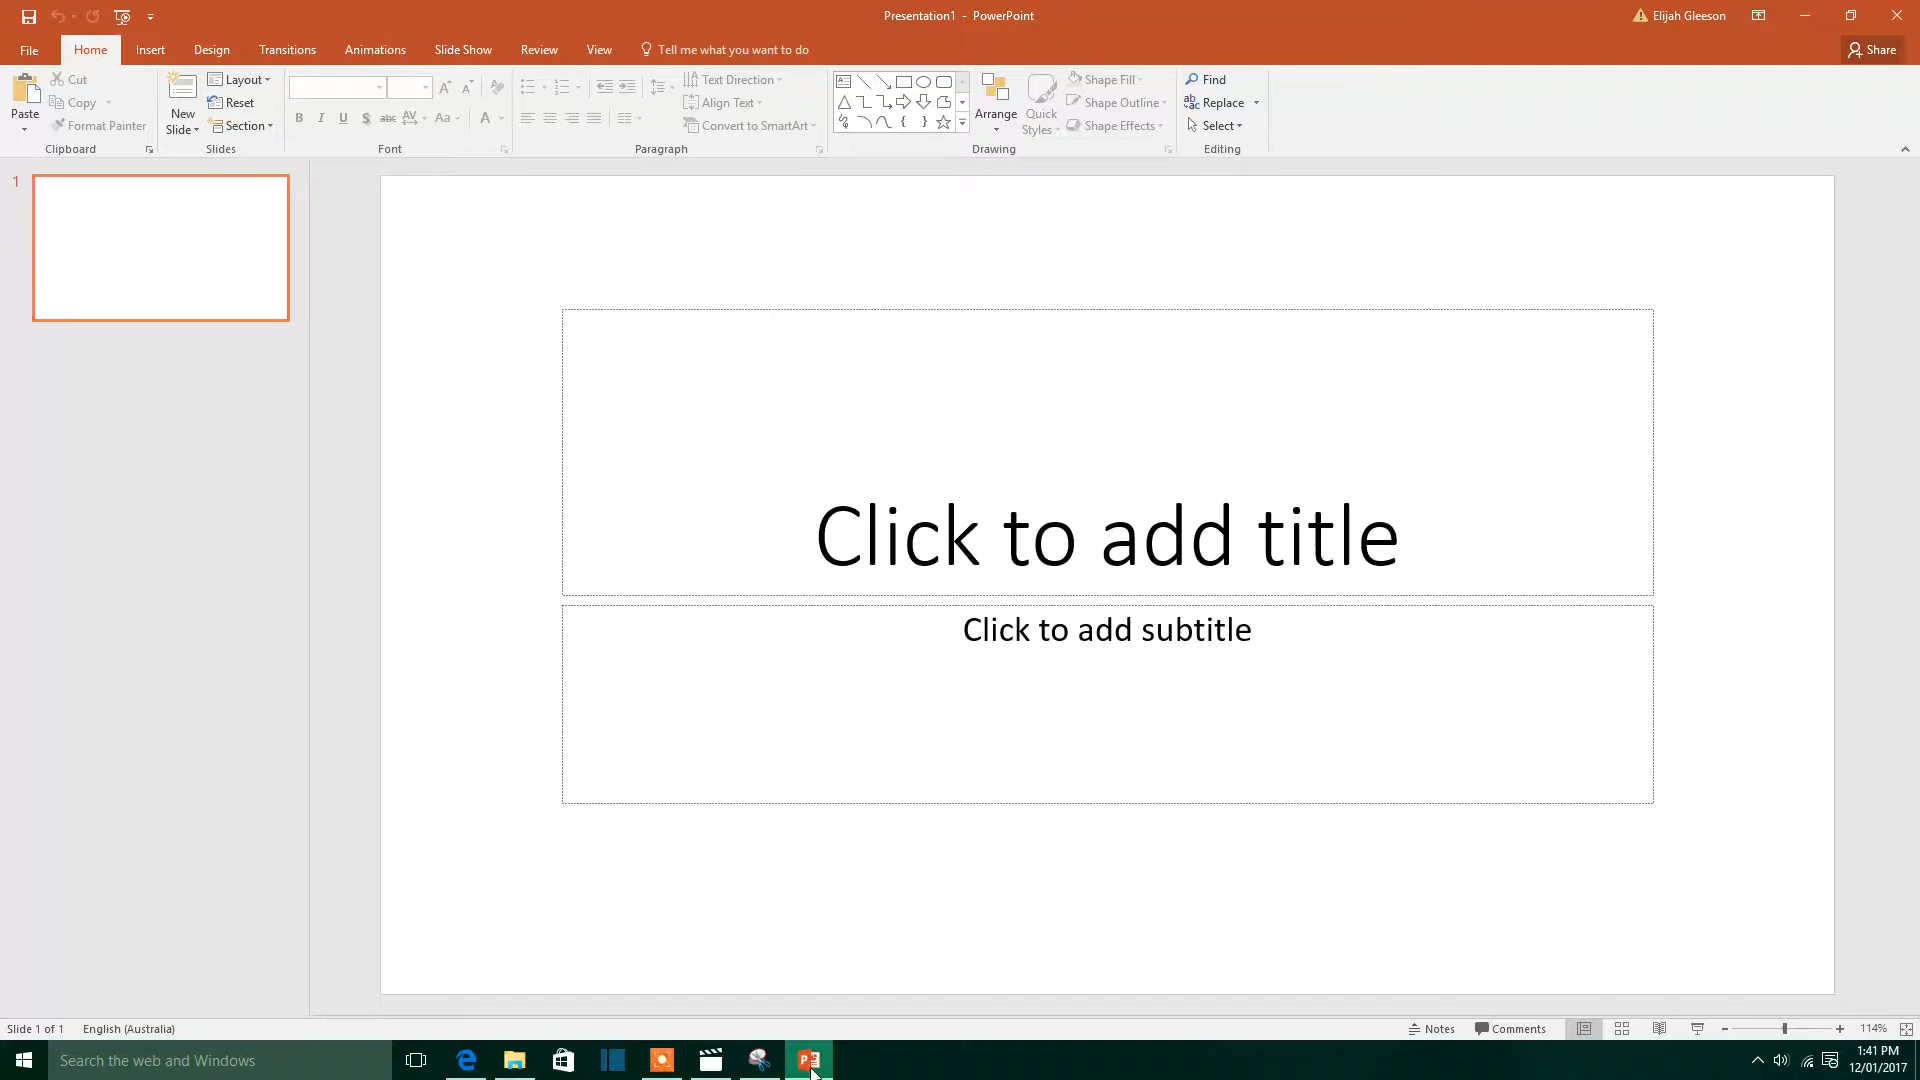 Presentation1 - PowerPoint
Elijah Gleeson
File Home Insert Design Transitions Animations Slide Show Review View Tell me what you want to do
Share
Paste
Cut
Copy
Format Painter
Clipboard
New Slide
Layout
Reset
Section
Slides
B I U S abc AV Aa A
Font
Text Direction
Align Text
Convert to SmartArt
Paragraph
Arrange
Quick Styles
Shape Fill
Shape Outline
Shape Effects
Drawing
Find
Replace
Select
Editing
1
Click to add title
Click to add subtitle
Slide 1 of 1 English (Australia)
Notes Comments 114%
Search the web and Windows
1:41 PM
12/01/2017